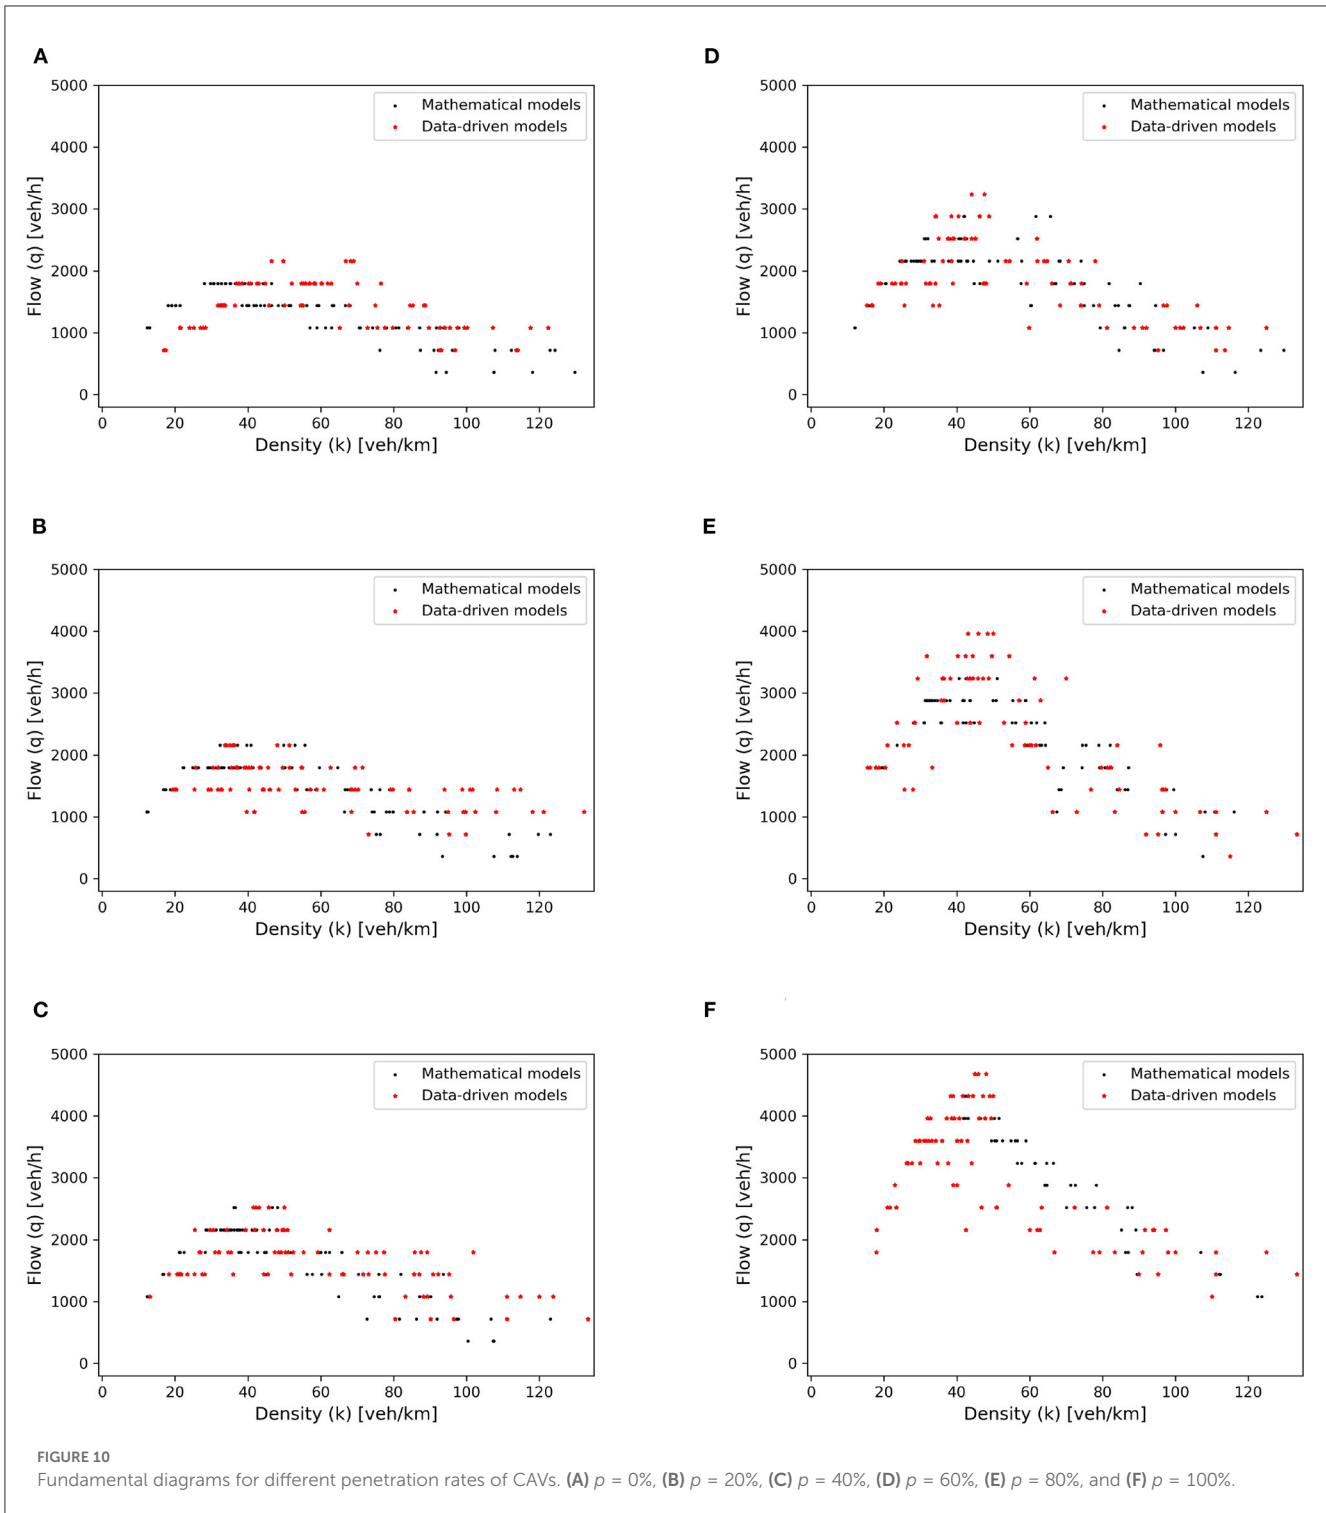 A
5000
4000
3000
2000
1000
0
Flow (q) [veh/h]
Mathematical models
Data-driven models
0 20 40 60 80 100 120
Density (k) [veh/km]
D
5000
4000
3000
2000
1000
0
Flow (q) [veh/h]
Mathematical models
Data-driven models
0 20 40 60 80 100 120
Density (k) [veh/km]
B
5000
4000
3000
2000
1000
0
Flow (q) [veh/h]
Mathematical models
Data-driven models
0 20 40 60 80 100 120
Density (k) [veh/km]
E
5000
4000
3000
2000
1000
0
Flow (q) [veh/h]
Mathematical models
Data-driven models
0 20 40 60 80 100 120
Density (k) [veh/km]
C
5000
4000
3000
2000
1000
0
Flow (q) [veh/h]
Mathematical models
Data-driven models
0 20 40 60 80 100 120
Density (k) [veh/km]
F
5000
4000
3000
2000
1000
0
Flow (q) [veh/h]
Mathematical models
Data-driven models
0 20 40 60 80 100 120
Density (k) [veh/km]
FIGURE 10
Fundamental diagrams for different penetration rates of CAVs. (A) p = 0%, (B) p = 20%, (C) p = 40%, (D) p = 60%, (E) p = 80%, and (F) p = 100%.